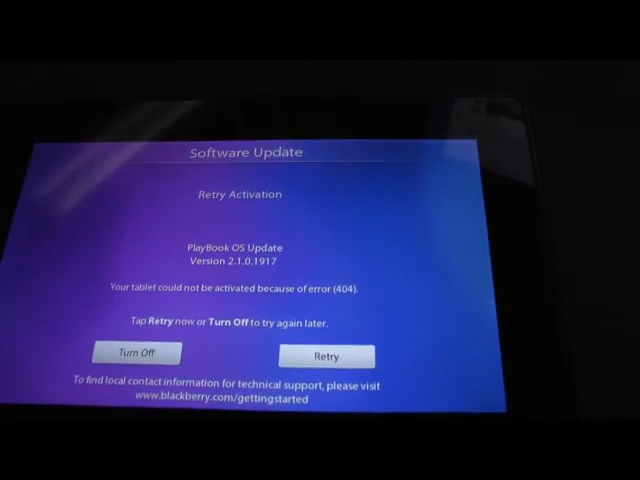 Software Update
Retry Activation
PlayBook OS Update
Version 2.1.0.1917
Your tablet could not be activated because of error (404).
Tap Retry now or Turn Off to try again later.
Turn Off
Retry
To find local contact information for technical support, please visit
www.blackberry.com/gettingstarted